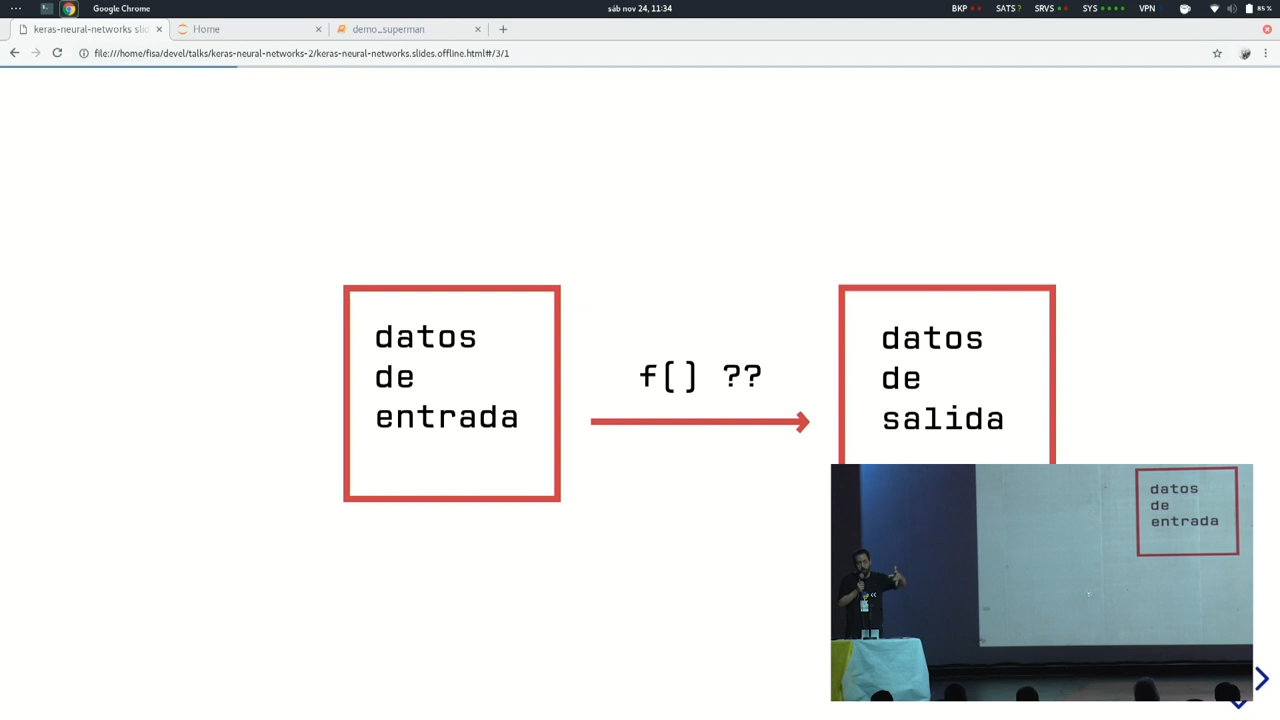 Google Chrome
sáb nov 24, 11:34
BKP
SATS ?
SRVS
SYS
VPN
85 %
keras-neural-networks slid
Home
demo_superman
file:///home/fisa/devel/talks/keras-neural-networks-2/keras-neural-networks.slides.offline.html#/3/1
datos
de
entrada
f[] ??
datos
de
salida
datos
de
entrada